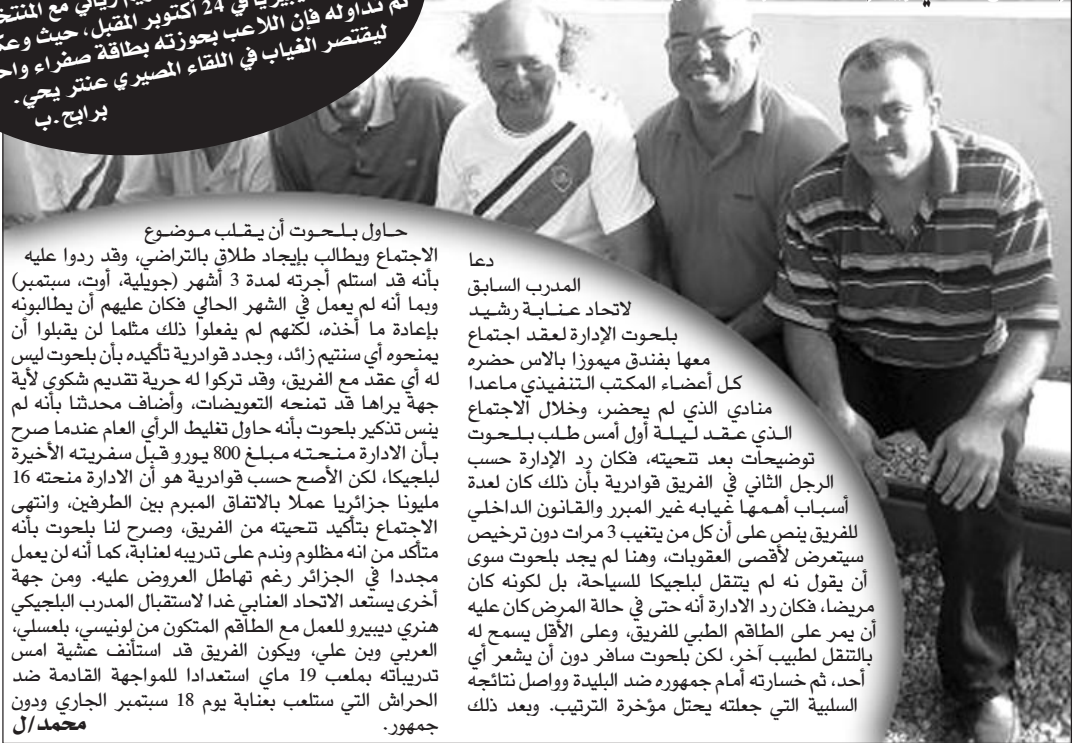 في 24 أكتوبر المقبل، حيث
تم تداوله فإن اللاعب بحوزته بطاقة صفراء
ليقتصر الغياب في اللقاء المصيري عنتر يحي.
برابح.ب
دعا
المدرب السابق
لاتحاد عنابة رشيد
بلحوت الإدارة لعقد اجتماع
معها بفندق ميموزا بالاس حضره
كل أعضاء المكتب التنفيذي ماعدا
منادي الذي لم يحضر، وخلال الاجتماع
الذي عقد ليلة أول أمس طلب بلحوت
توضيحات بعد تنحيته، فكان رد الإدارة حسب
الرجل الثاني في الفريق قوادرية بأن ذلك كان لعدة
أسباب أهمها غيابه غير المبرر والقانون الداخلي
للفريق ينص على أن كل من يتغيب 3 مرات دون ترخيص
سيتعرض لأقصى العقوبات، وهنا لم يجد بلحوت سوى
أن يقول نه لم يتنقل لبلجيكا للسياحة، بل لكونه كان
مريضا، فكان رد الادارة أنه حتى في حالة المرض كان عليه
أن يمر على الطاقم الطبي للفريق، وعلى الأقل يسمح له
بالتنقل لطبيب آخر، لكن بلحوت سافر دون أن يشعر أي
أحد، ثم خسارته أمام جمهوره ضد البليدة وواصل نتائجه
السلبية التي جعلته يحتل مؤخرة الترتيب. وبعد ذلك
حاول بلحوت أن يقلب موضوع
الاجتماع ويطالب بإيجاد طلاق بالتراضي، وقد ردوا عليه
بأنه قد استلم أجرته لمدة 3 أشهر (جويلية، أوت، سبتمبر)
وبما أنه لم يعمل في الشهر الحالي فكان عليهم أن يطالبونه
بإعادة ما أخذه، لكنهم لم يفعلوا ذلك مثلما لن يقبلوا أن
يمنحوه أي سنتيم زائد، وجدد قوادرية تأكيده بأن بلحوت ليس
له أي عقد مع الفريق، وقد تركوا له حرية تقديم شكوى لأية
جهة يراها قد تمنحه التعويضات، وأضاف محدثنا بأنه لم
ينس تذكير بلحوت بأنه حاول تغليط الرأي العام عندما صرح
بأن الادارة منحته مبلغ 800 يورو قبل سفريته الأخيرة
لبلجيكا، لكن الأصح حسب قوادرية هو أن الادارة منحته 16
مليونا جزائريا عملا بالاتفاق المبرم بين الطرفين، وانتهى
الاجتماع بتأكيد تنحيته من الفريق، وصرح لنا بلحوت بأنه
متأكد من انه مظلوم وندم على تدريبه لعنابة، كما أنه لن يعمل
مجددا في الجزائر رغم تهاطل العروض عليه. ومن جهة
أخرى يستعد الاتحاد العنابي غدا لاستقبال المدرب البلجيكي
هنري ديبيرو للعمل مع الطاقم المتكون من لونيسي، بلعسلي،
العربي وبن علي، ويكون الفريق قد استأنف عشية امس
تدريباته بملعب 19 ماي استعدادا للمواجهة القادمة ضد
الحراش التي ستلعب بعنابة يوم 18 سبتمبر الجاري ودون
جمهور.
محمد/ل